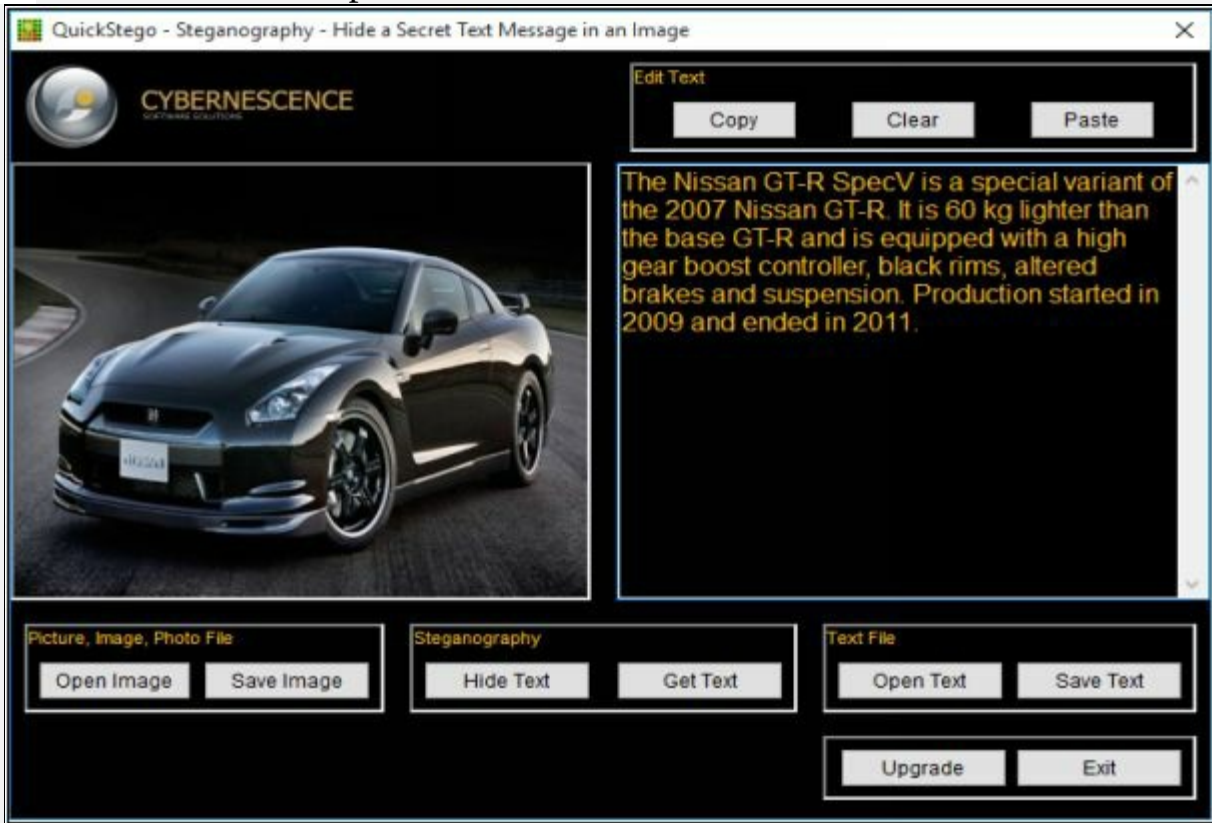 QuickStego - Steganography - Hide a Secret Text Message in an Image
CYBERNESCENCE
SOFTWARE SOLUTIONS
Edit Text
Copy Clear Paste
The Nissan GT-R SpecV is a special variant of
the 2007 Nissan GT-R. It is 60 kg lighter than
the base GT-R and is equipped with a high
gear boost controller, black rims, altered
brakes and suspension. Production started in
2009 and ended in 2011.
Picture, Image, Photo File
Open Image Save Image
Steganography
Hide Text Get Text
Text File
Open Text Save Text
Upgrade Exit